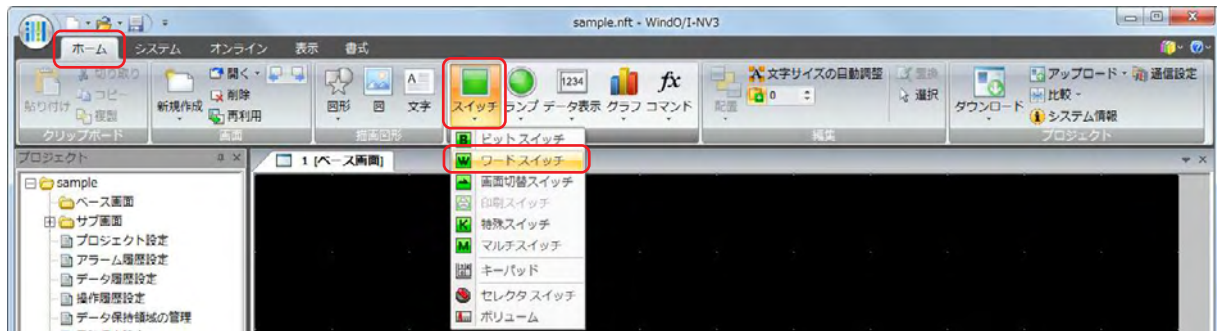 sample.nft - WindO/I-NV3
ホーム システム オンライン 表示 書式
切り取り
コピー
貼り付け
複製
クリップボード
新規作成
開く
削除
再利用
画面
図形 図 文字
描画図形
スイッチ ランプ データ表示 グラフ コマンド
1234
fx
配置
文字サイズの自動調整
0
置換
選択
編集
ダウンロード
アップロード
比較
システム情報
通信設定
プロジェクト
プロジェクト
1 [ベース画面]
sample
ベース画面
サブ画面
プロジェクト設定
アラーム履歴設定
データ履歴設定
操作履歴設定
データ保持領域の管理
B ビット スイッチ
W ワード スイッチ
画面切替スイッチ
印刷スイッチ
K 特殊スイッチ
M マルチスイッチ
キーパッド
セレクタ スイッチ
ボリューム